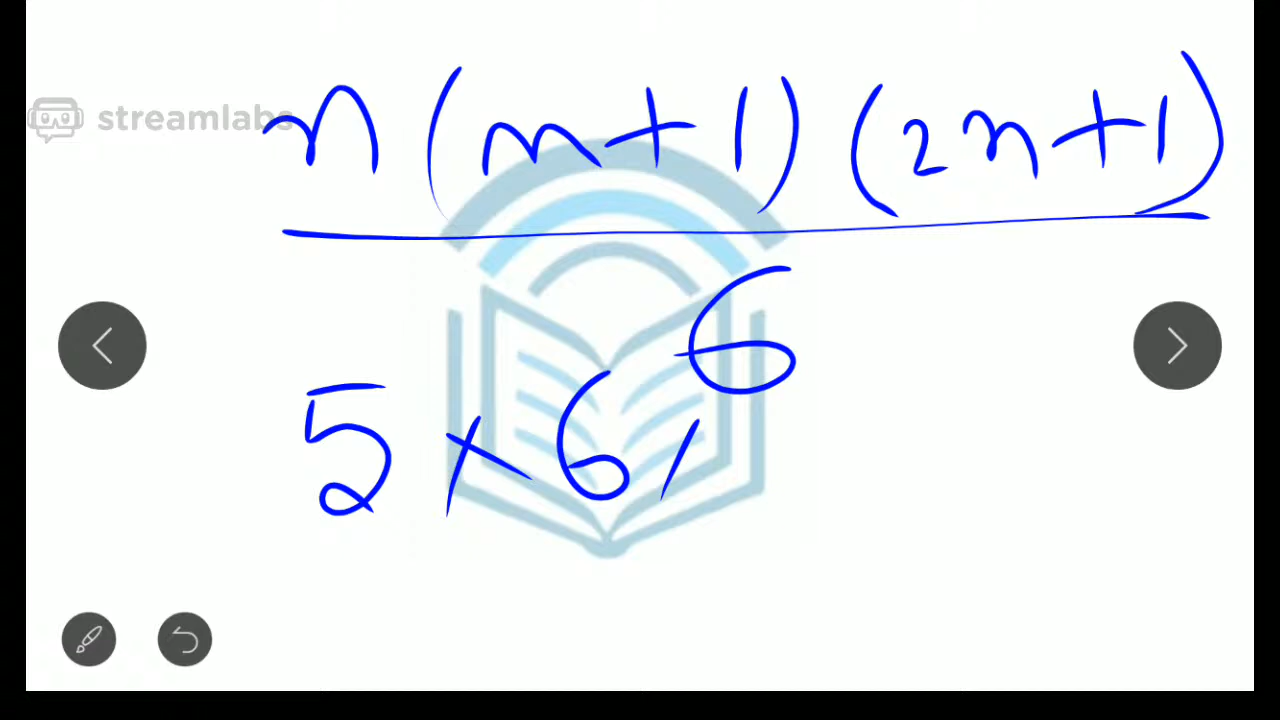 streamlabs
n(n+1)(2n+1)
6
5 × 6